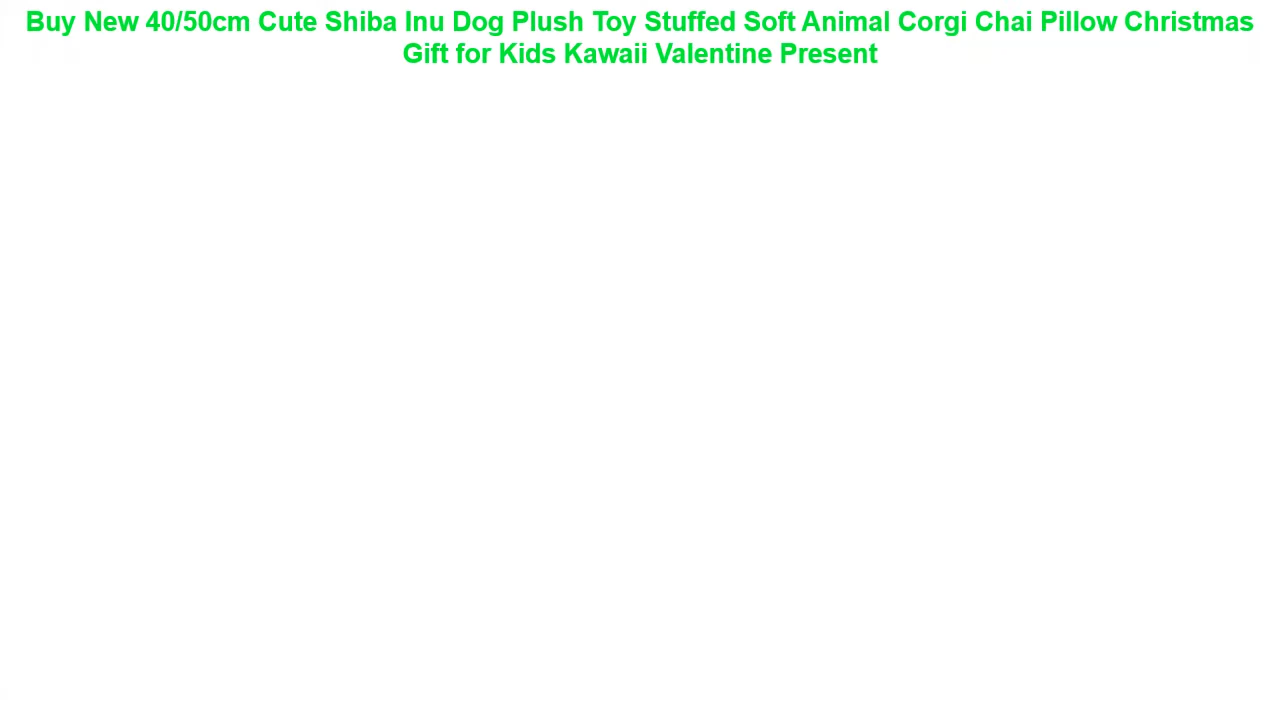 Buy New 40/50cm Cute Shiba Inu Dog Plush Toy Stuffed Soft Animal Corgi Chai Pillow Christmas
Gift for Kids Kawaii Valentine Present